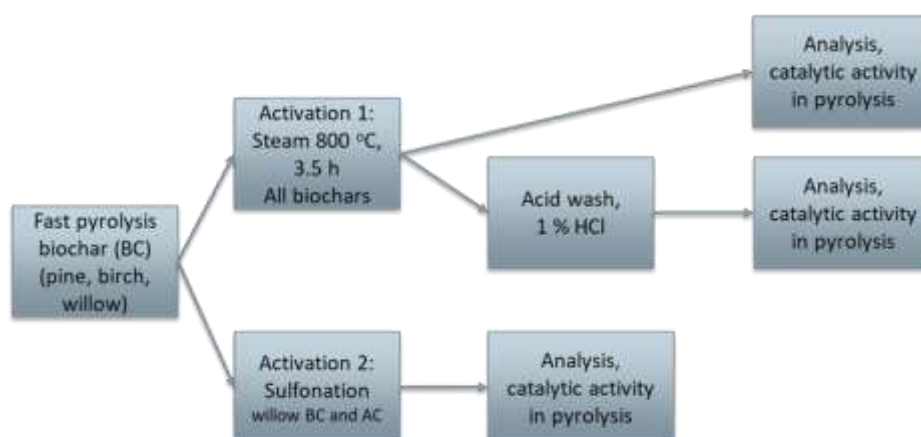 Fast pyrolysis
biochar (BC)
(pine, birch,
willow)
Activation 1:
Steam 800 °C,
3.5 h
All biochars
Activation 2:
Sulfonation
willow BC and AC
Acid wash,
1 % HCl
Analysis,
catalytic activity
in pyrolysis
Analysis,
catalytic activity
in pyrolysis
Analysis,
catalytic activity
in pyrolysis